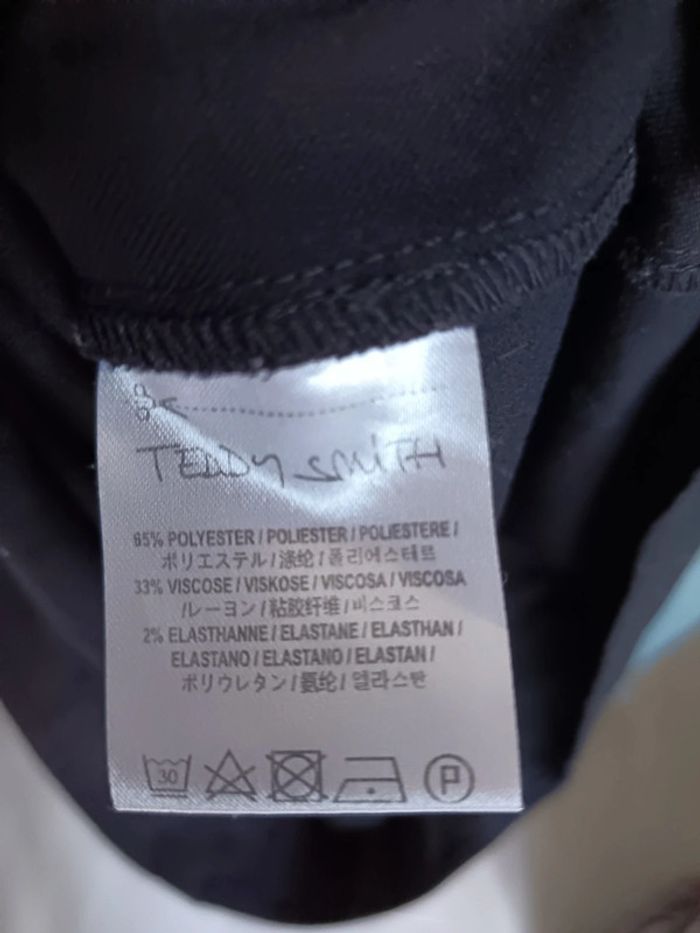 TEDDY SMITH
65% POLYESTER / POLIESTER / POLIESTERE /
ポリエステル / 涤纶 / 폴리에스테르
33% VISCOSE / VISKOSE / VISCOSA / VISCOSA
/レーヨン / 粘胶纤维 / 비스코스
2% ELASTHANNE / ELASTANE / ELASTHAN /
ELASTANO / ELASTANO / ELASTAN /
ポリウレタン / 氨纶 / 엘라스판
30 P